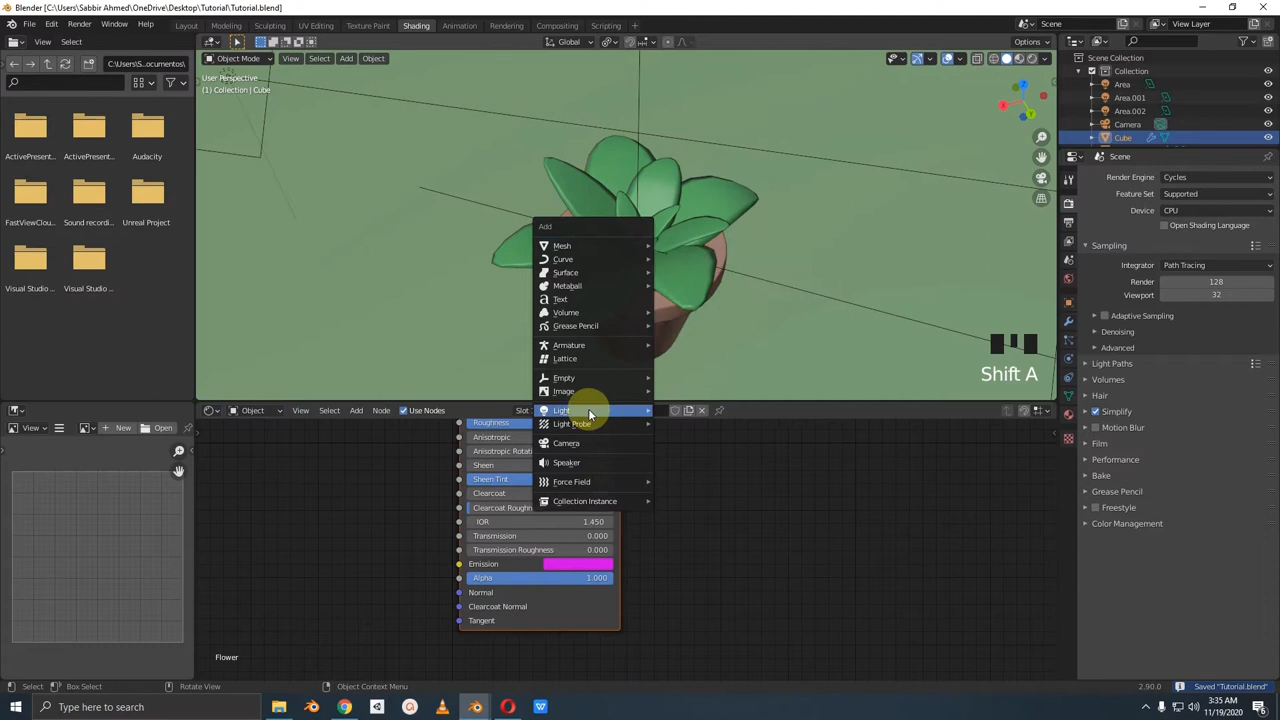 Blender [C:\Users\Sabbir Ahmed\OneDrive\Desktop\Tutorial\Tutorial.blend]
File Edit Render Window Help
Layout Modeling Sculpting UV Editing Texture Paint Shading Animation Rendering Compositing Scripting +
Scene View Layer
View Select
Global
Options
C:\Users\S...ocumentos\
Object Mode View Select Add Object
User Perspective
(1) Collection | Cube
ActivePresent...
ActivePresent...
Audacity
FastViewClou...
Sound recordi...
Unreal Project
Visual Studio ...
Visual Studio ...
Add
Mesh
Curve
Surface
Metaball
Text
Volume
Grease Pencil
Armature
Lattice
Empty
Image
Light
Light Probe
Camera
Speaker
Force Field
Collection Instance
Shift A
Scene Collection
Collection
Area
Area.001
Area.002
Camera
Cube
Scene
Render Engine Cycles
Feature Set Supported
Device CPU
Open Shading Language
Sampling
Integrator Path Tracing
Render 128
Viewport 32
Adaptive Sampling
Denoising
Advanced
Light Paths
Volumes
Hair
Simplify
Motion Blur
Film
Performance
Bake
Grease Pencil
Freestyle
Color Management
View New Open
Object View Select Add Node Use Nodes Slot
Roughness
Anisotropic
Anisotropic Rotati
Sheen
Sheen Tint
Clearcoat
Clearcoat Rough
IOR 1.450
Transmission 0.000
Transmission Roughness 0.000
Emission
Alpha 1.000
Normal
Clearcoat Normal
Tangent
Flower
Select Box Select Rotate View Object Context Menu 2.90.0 Saved "Tutorial.blend"
Type here to search
3:35 AM
11/19/2020